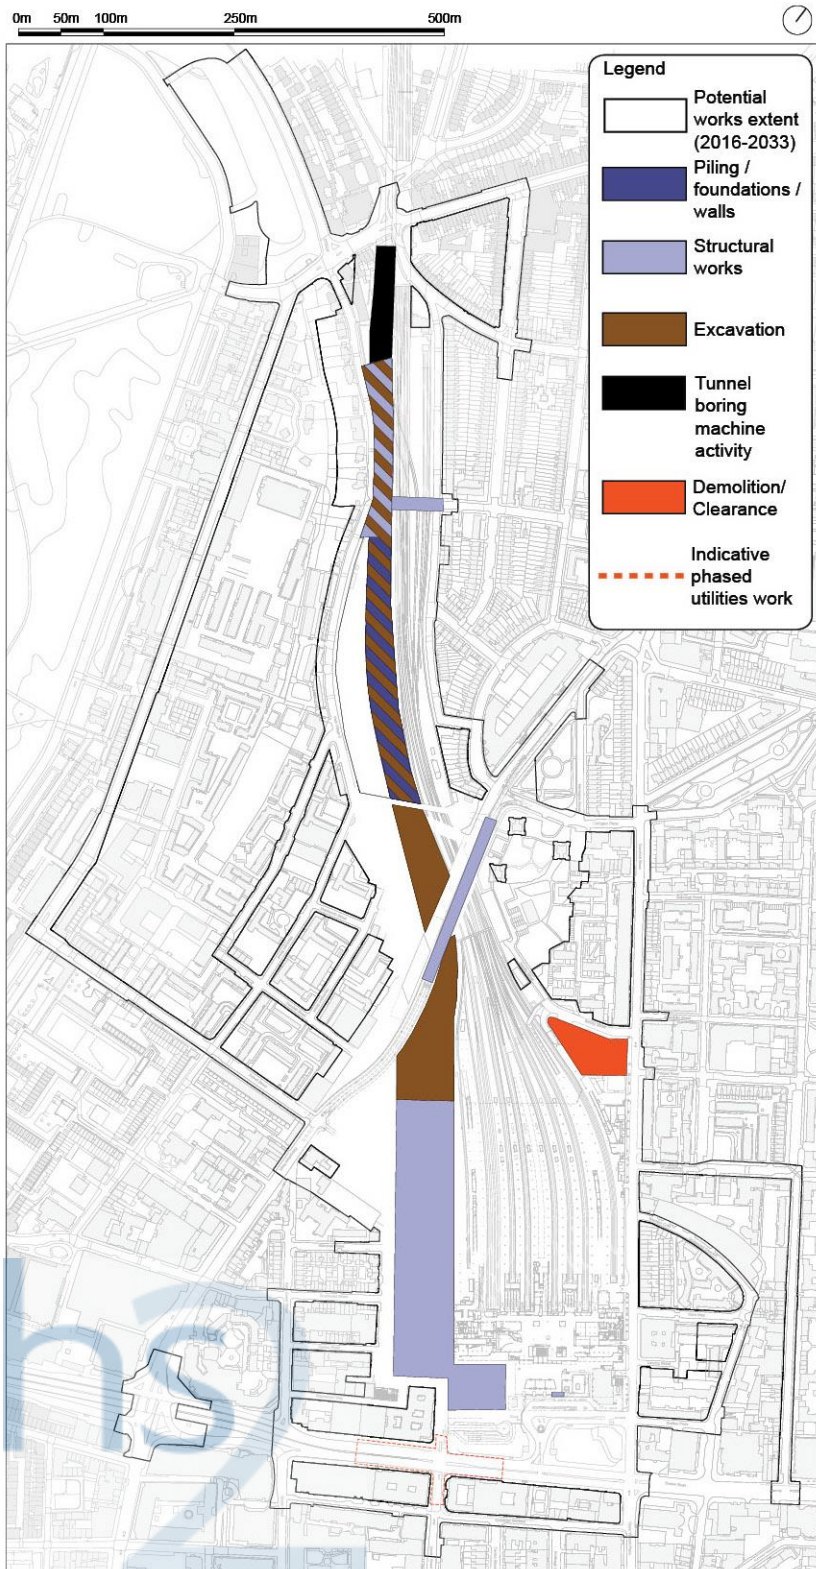 0m 50m 100m 250m 500m
Legend
Potential
works extent
(2016-2033)
Piling /
foundations /
walls
Structural
works
Excavation
Tunnel
boring
machine
activity
Demolition/
Clearance
Indicative
phased
utilities work
hs2